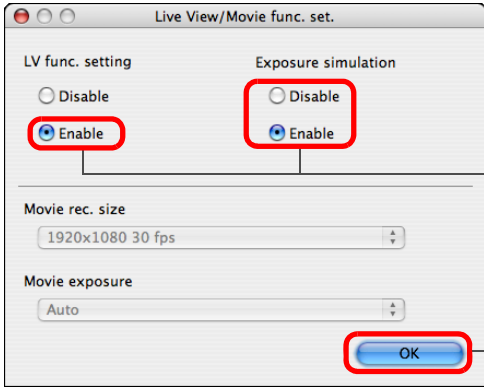 Live View/Movie func. set.
LV func. setting
Exposure simulation
Disable
Disable
Enable
Enable
Movie rec. size
1920x1080 30 fps
Movie exposure
Auto
OK